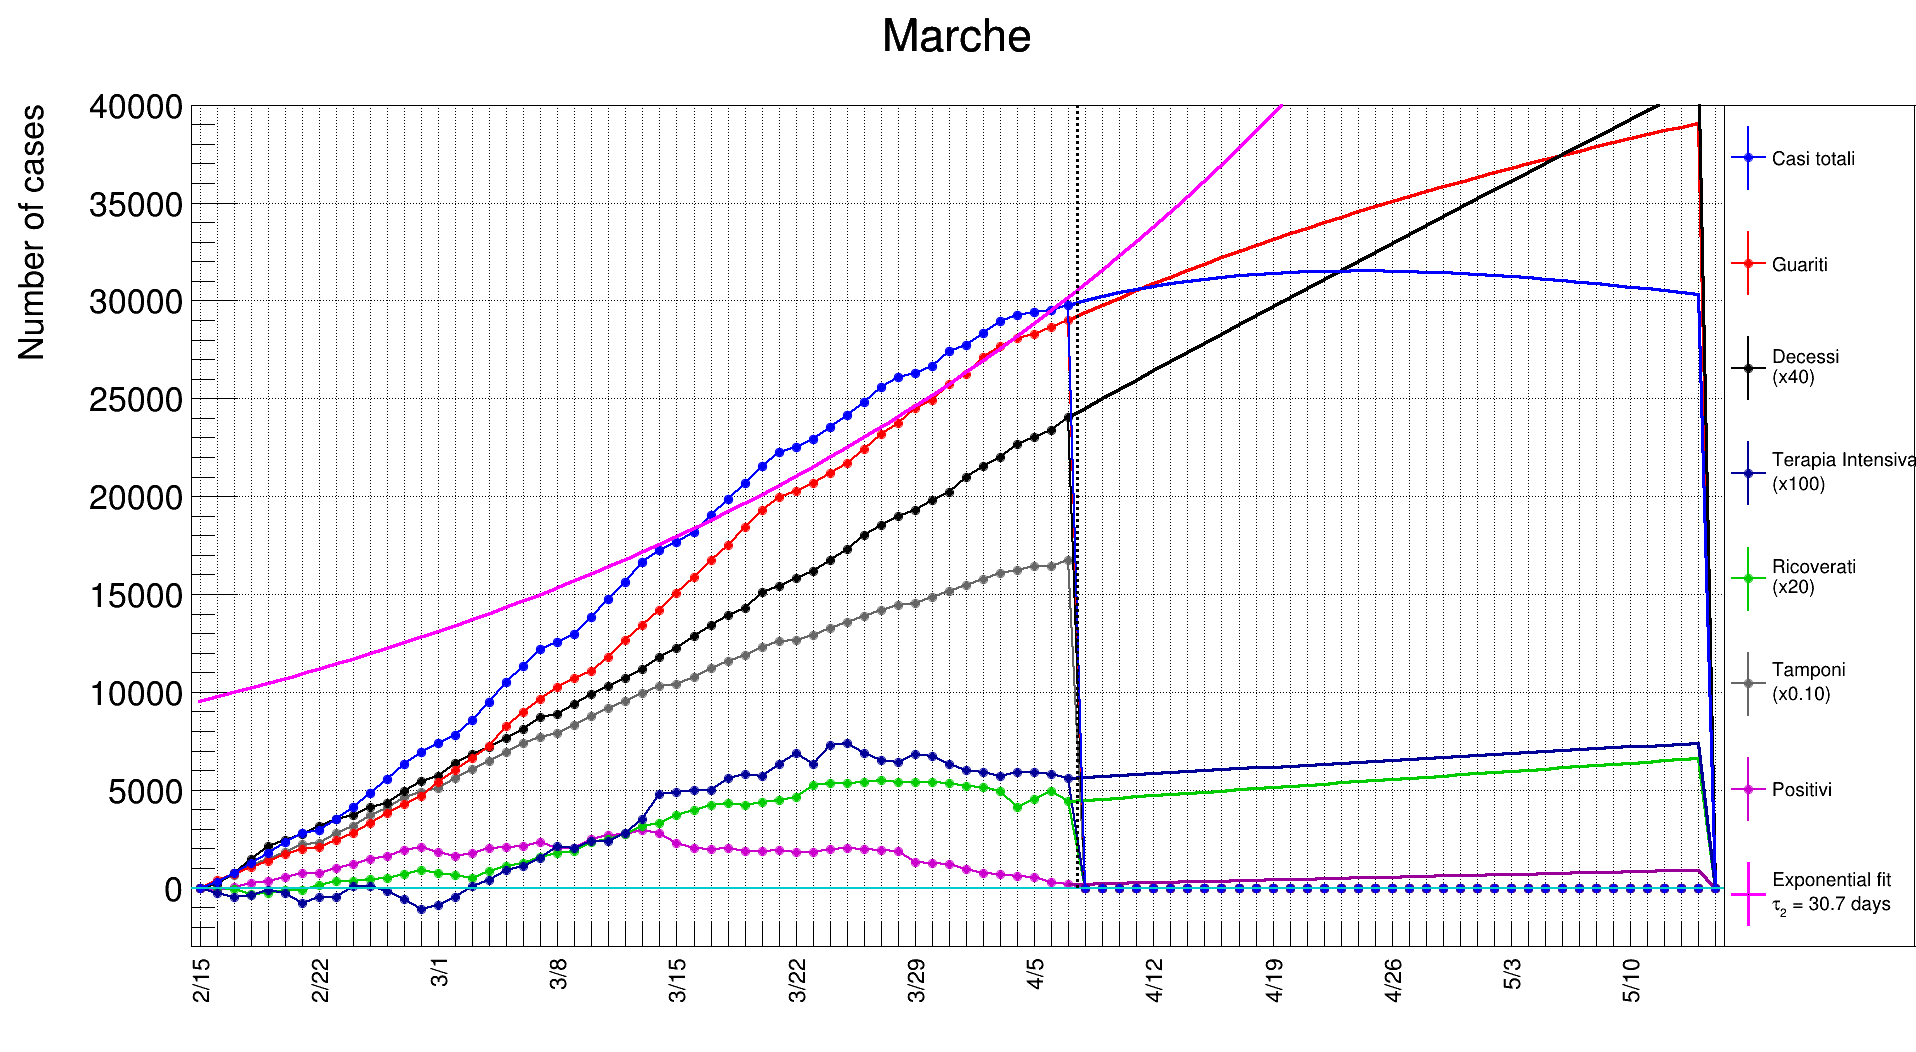 Marche
Number of cases
40000
35000
30000
25000
20000
15000
10000
5000
0
2/15
2/22
3/1
3/8
3/15
3/22
3/29
4/5
4/12
4/19
4/26
5/3
5/10
Casi totali
Guariti
Decessi
(x40)
Terapia Intensiva
(x100)
Ricoverati
(x20)
Tamponi
(x0.10)
Positivi
Exponential fit
τ2 = 30.7 days